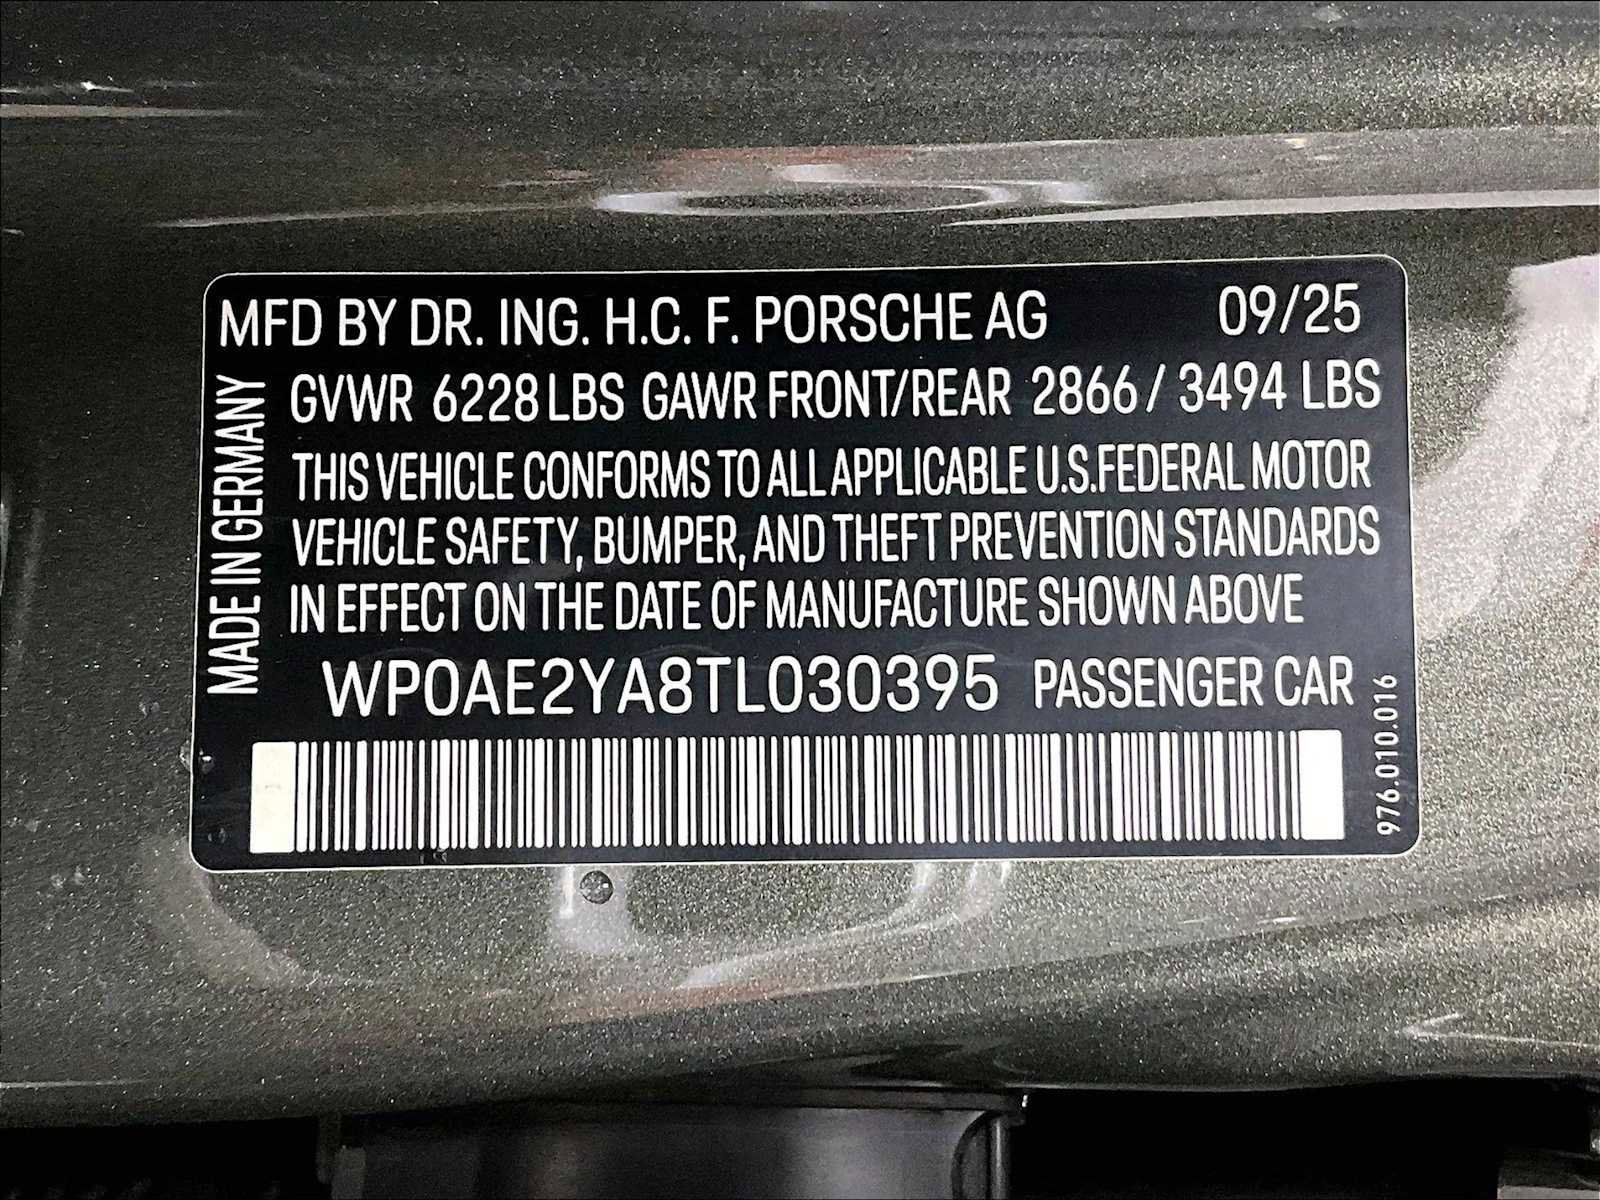 MFD BY DR. ING. H.C. F. PORSCHE AG 09/25
GVWR 6228 LBS GAWR FRONT/REAR 2866 / 3494 LBS
THIS VEHICLE CONFORMS TO ALL APPLICABLE U.S. FEDERAL MOTOR
VEHICLE SAFETY, BUMPER, AND THEFT PREVENTION STANDARDS
IN EFFECT ON THE DATE OF MANUFACTURE SHOWN ABOVE
WP0AE2YA8TL030395 PASSENGER CAR
MADE IN GERMANY
976.010.016